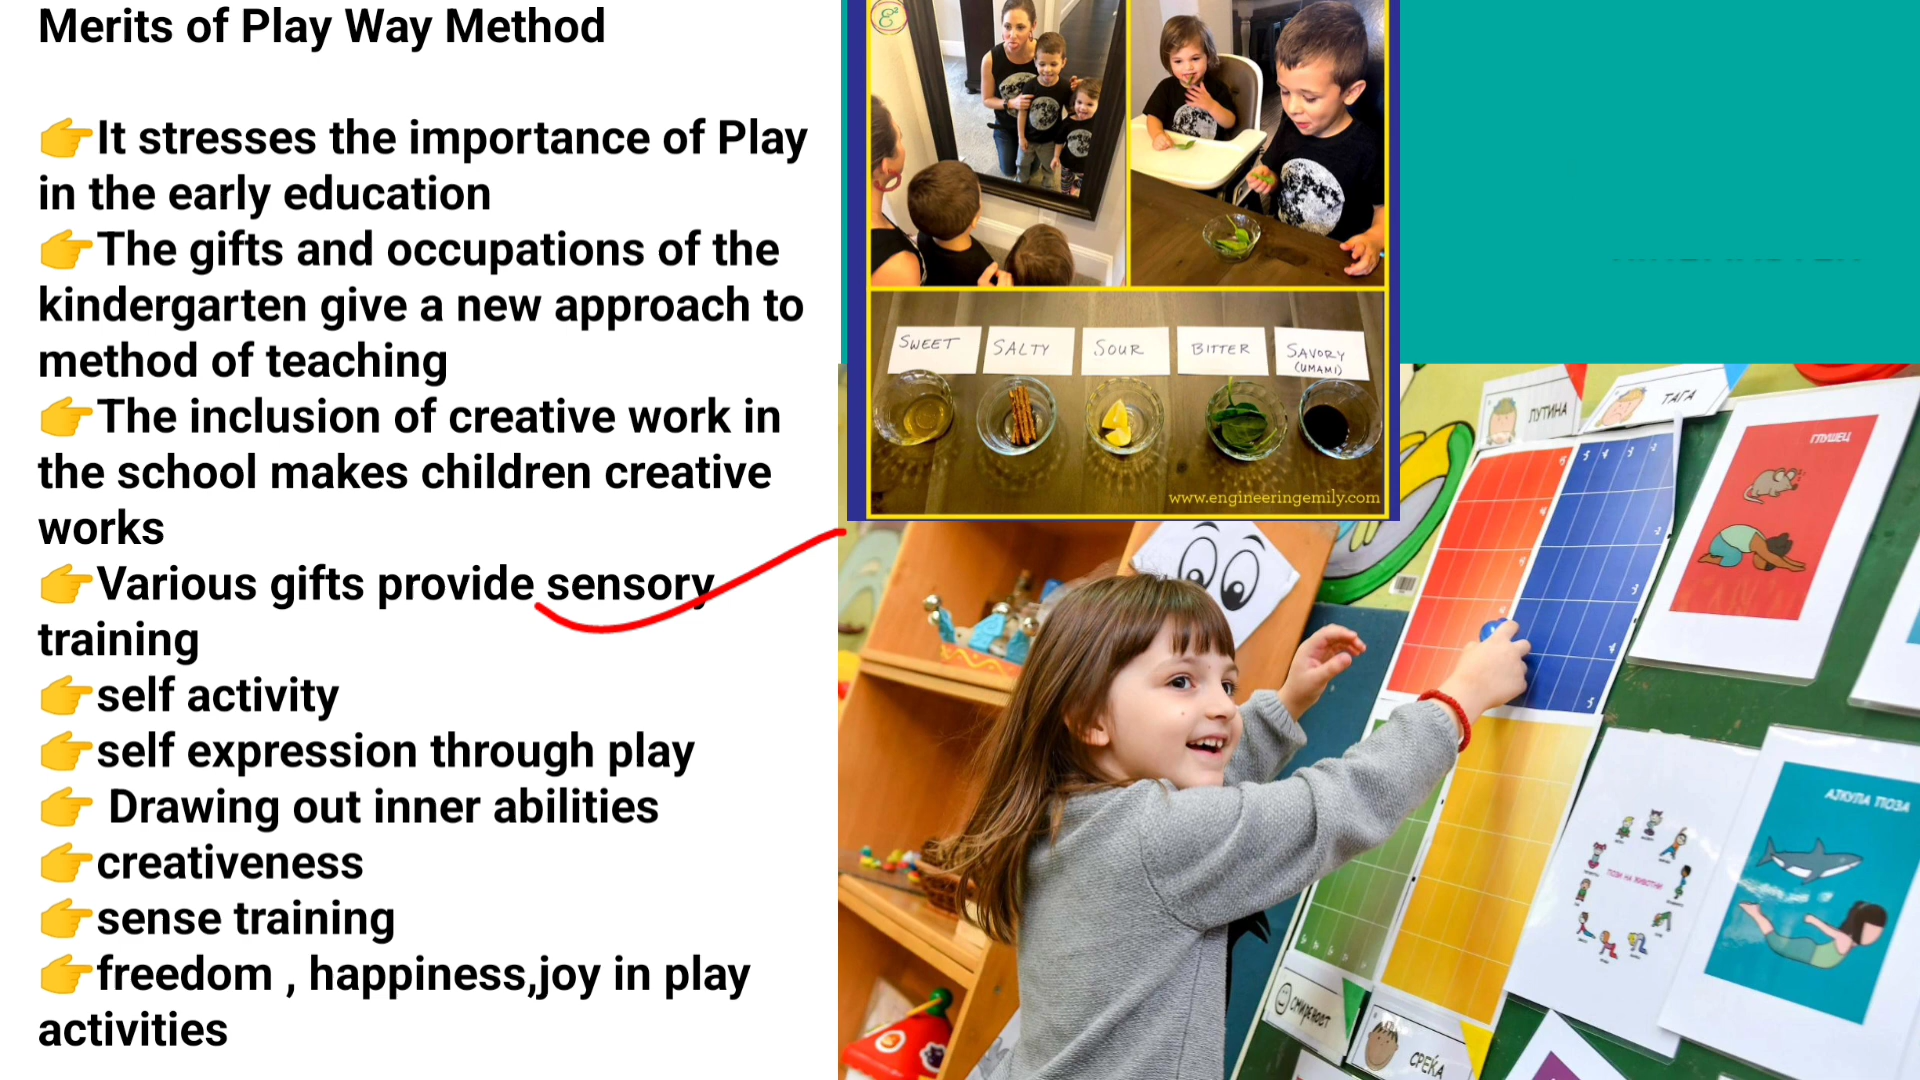 Merits of Play Way Method
👉It stresses the importance of Play
in the early education
👉The gifts and occupations of the
kindergarten give a new approach to
method of teaching
👉The inclusion of creative work in
the school makes children creative
works
👉Various gifts provide sensory
training
👉self activity
👉self expression through play
👉 Drawing out inner abilities
👉creativeness
👉sense training
👉freedom , happiness,joy in play
activities
SWEET
SALTY
SOUR
BITTER
SAVORY
(UMAMI)
www.engineeringemily.com
ЛУТИНА
ТАГА
ГЛУШЕЦ
ПОЗИ НА ЖИВОТНИ
АЈКУЛА ПОЗА
СМИРЕНОСТ
СРЕЌА